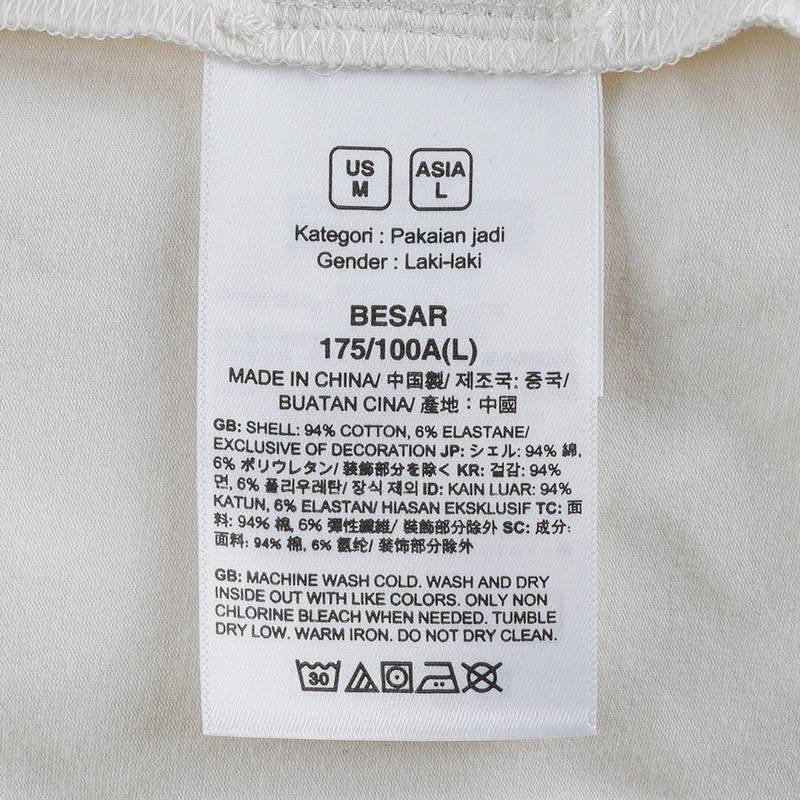 US
M
ASIA
L
Kategori : Pakaian jadi
Gender : Laki-laki
BESAR
175/100A(L)
MADE IN CHINA/ 中国製/ 제조국: 중국/
BUATAN CINA/ 產地：中國
GB: SHELL: 94% COTTON, 6% ELASTANE/
EXCLUSIVE OF DECORATION JP: シェル: 94% 綿,
6% ポリウレタン/ 装飾部分を除く KR: 겉감: 94%
면, 6% 폴리우레탄/ 장식 제외 ID: KAIN LUAR: 94%
KATUN, 6% ELASTAN/ HIASAN EKSKLUSIF TC: 面
料: 94% 棉, 6% 彈性纖維/ 裝飾部分除外 SC: 成分:
面料: 94% 棉, 6% 氨纶/ 装饰部分除外
GB: MACHINE WASH COLD. WASH AND DRY
INSIDE OUT WITH LIKE COLORS. ONLY NON
CHLORINE BLEACH WHEN NEEDED. TUMBLE
DRY LOW. WARM IRON. DO NOT DRY CLEAN.
30